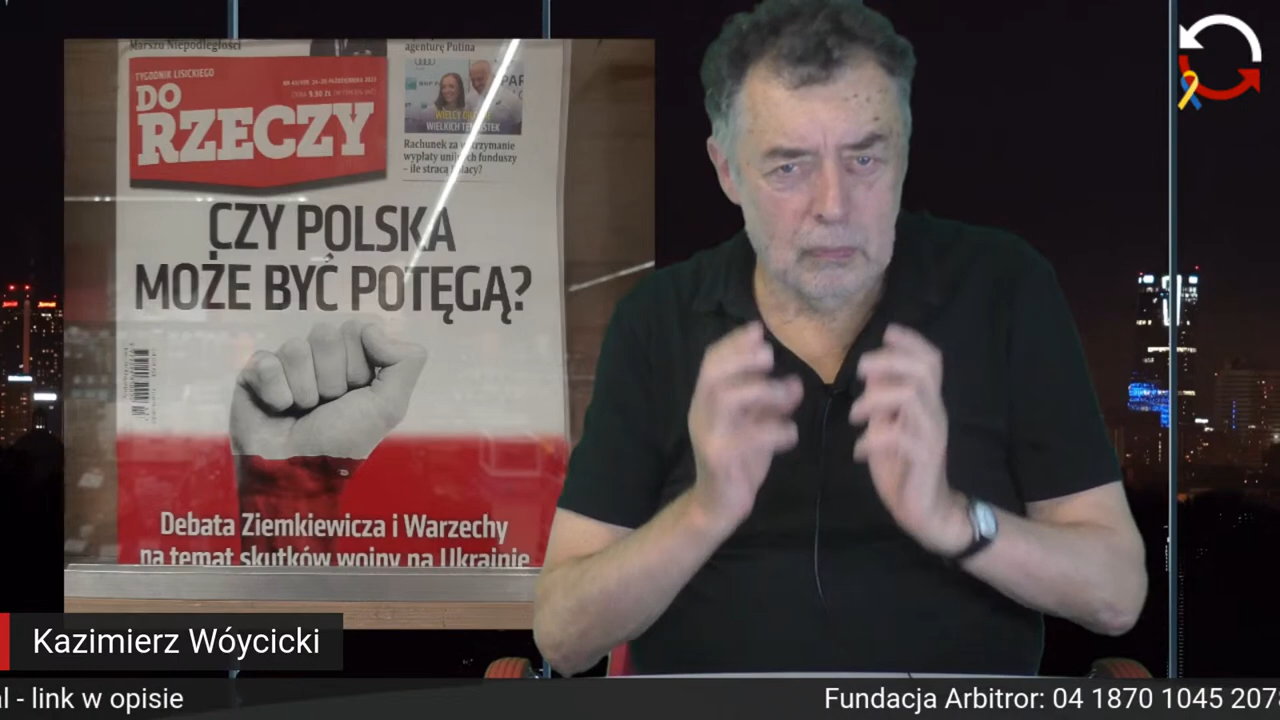 Marszu Niepodległości
agenturę Putina
TYGODNIK LISICKIEGO
DO
RZECZY
WIELKICH
Rachunek za
wypłaty unijnych funduszy
– ile stracą Polacy?
CZY POLSKA
MOŻE BYĆ POTĘGĄ?
Debata Ziemkiewicza i Warzechy
na temat skutków wojny na Ukrainie
Kazimierz Wóycicki
- link w opisie
Fundacja Arbitror: 04 1870 1045 207